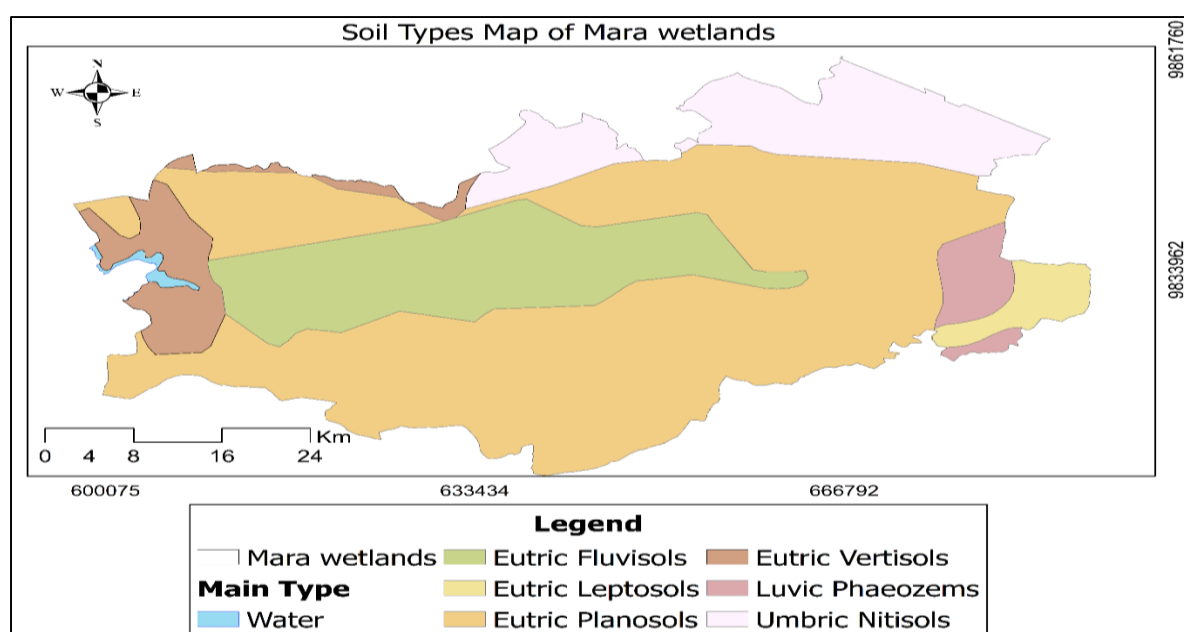 Soil Types Map of Mara wetlands
9861760
N
W E
S
9833962
Km
0 4 8 16 24
600075 633434 666792
Legend
Mara wetlands Eutric Fluvisols Eutric Vertisols
Main Type Eutric Leptosols Luvic Phaeozems
Water Eutric Planosols Umbric Nitisols